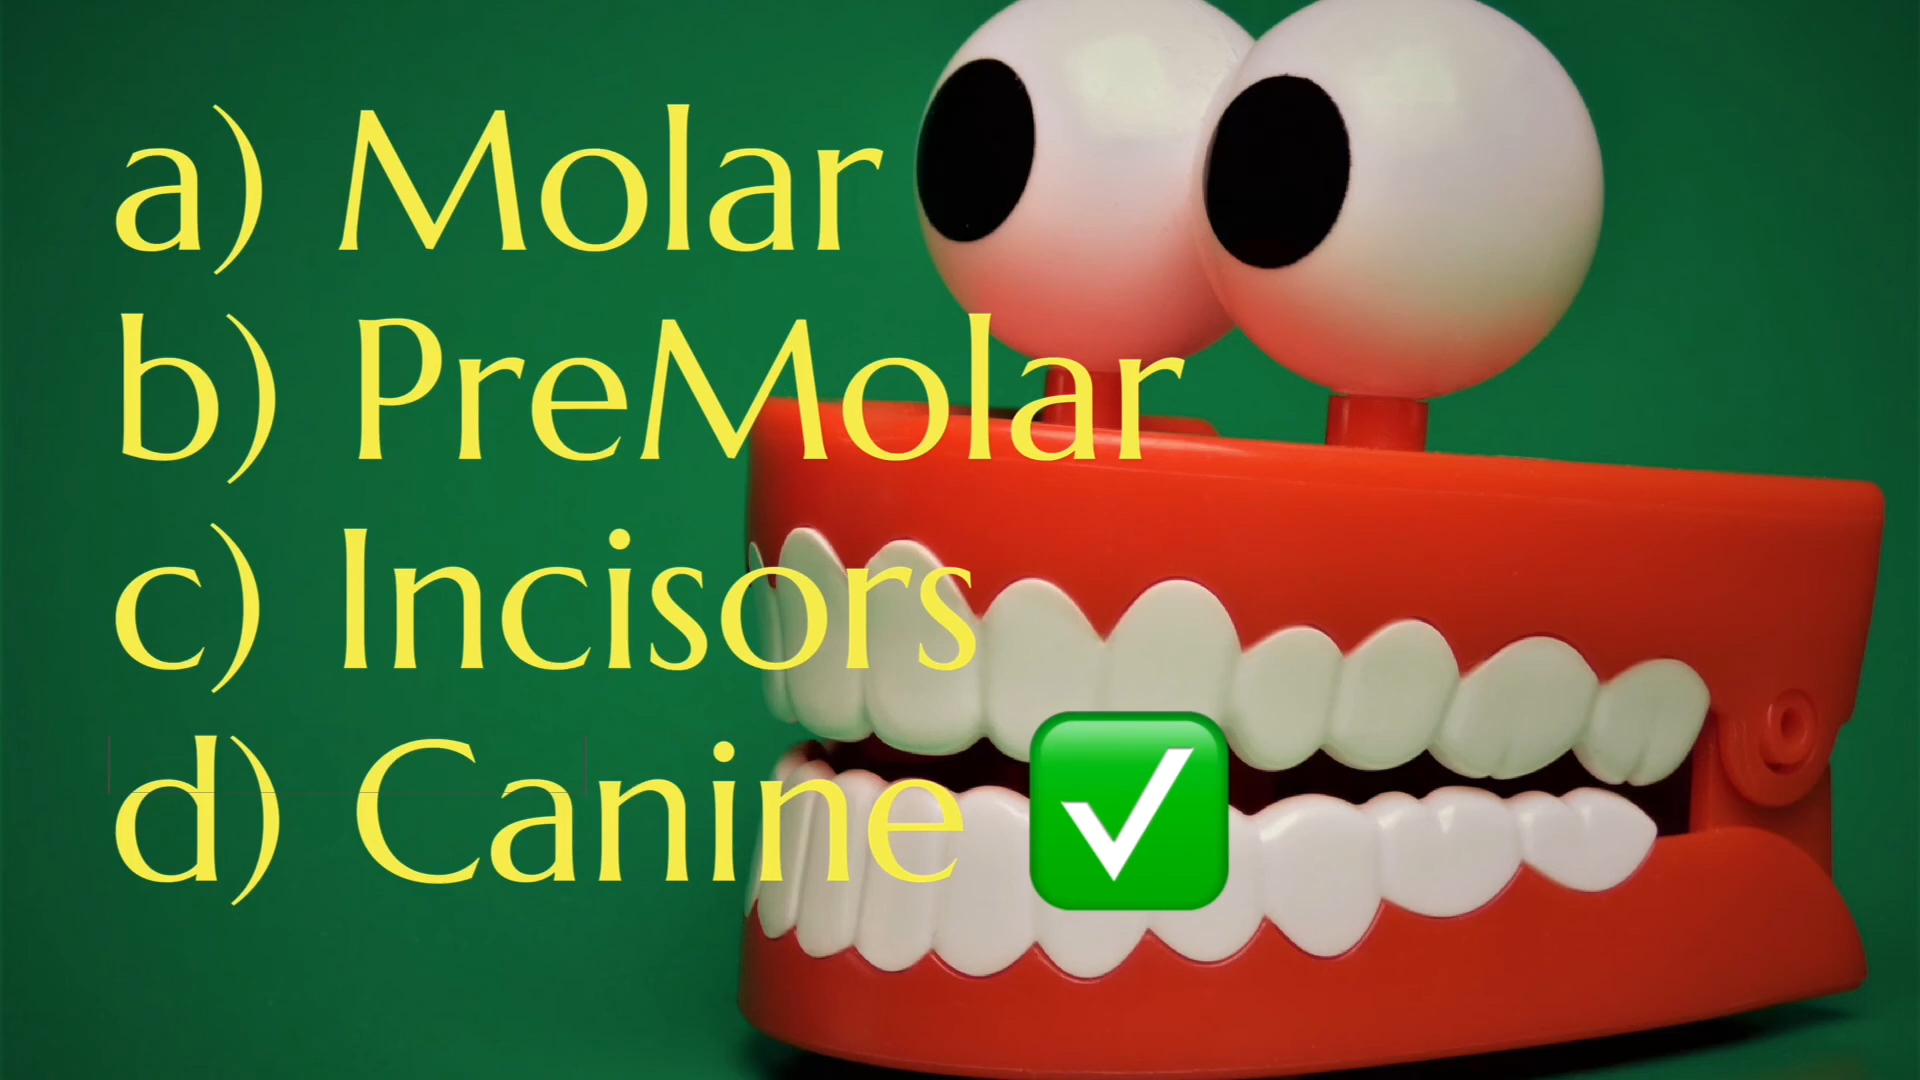 a) Molar
b) PreMolar
c) Incisors
d) Canine ✅